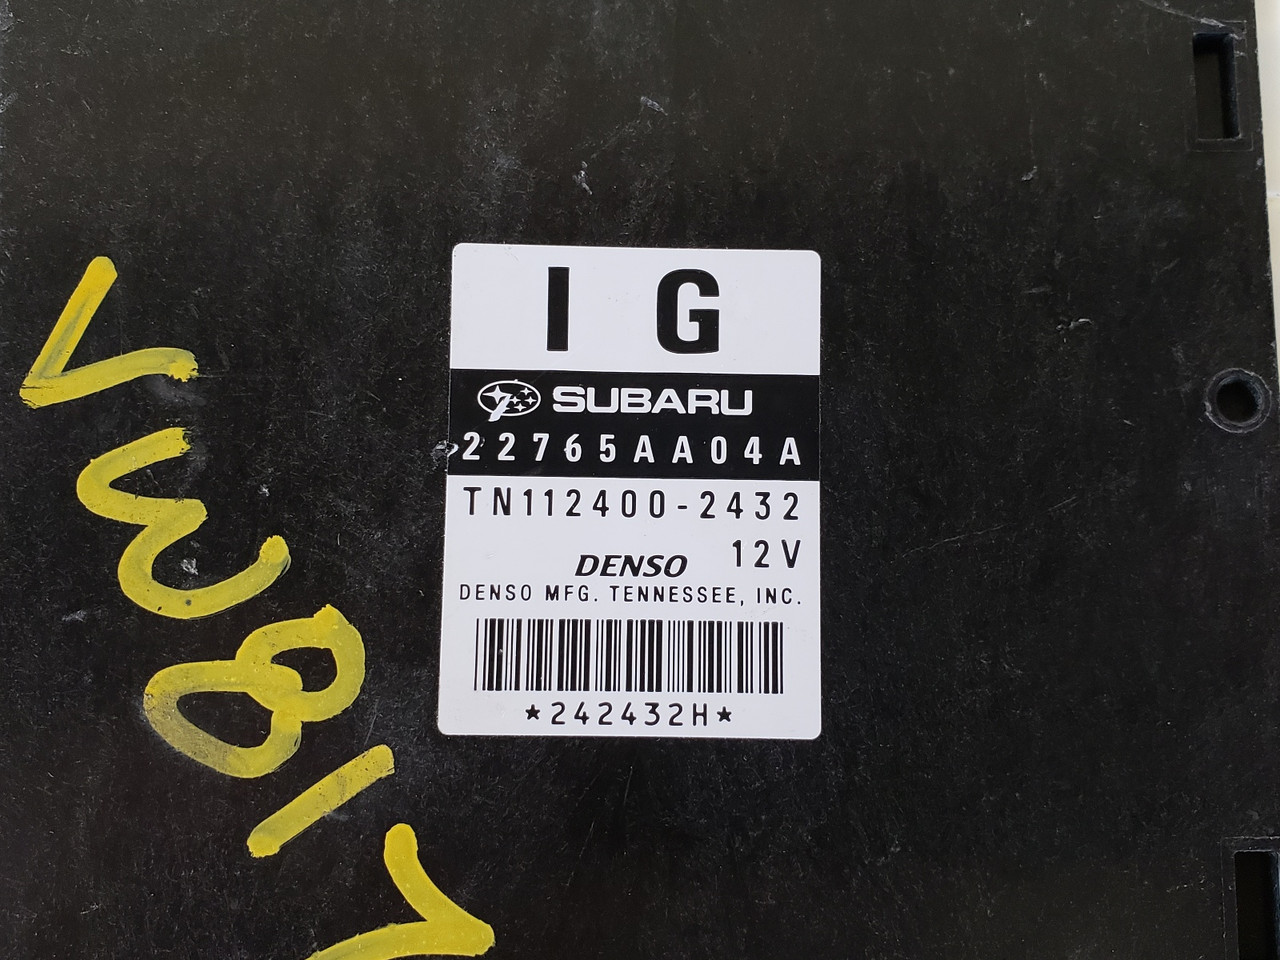 I G
SUBARU
22765AA04A
TN112400-2432
12V
DENSO
DENSO MFG. TENNESSEE, INC.
*242432H*